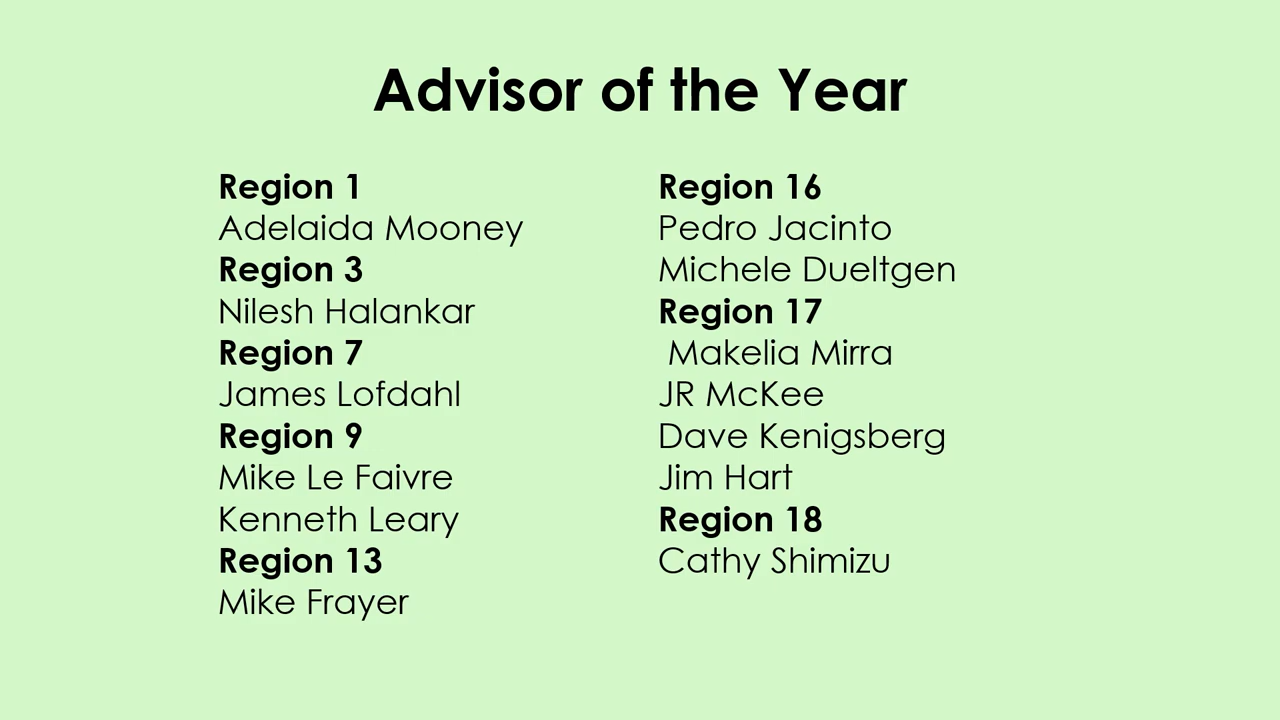 Advisor of the Year
Region 1
Adelaida Mooney
Region 3
Nilesh Halankar
Region 7
James Lofdahl
Region 9
Mike Le Faivre
Kenneth Leary
Region 13
Mike Frayer
Region 16
Pedro Jacinto
Michele Dueltgen
Region 17
Makelia Mirra
JR McKee
Dave Kenigsberg
Jim Hart
Region 18
Cathy Shimizu